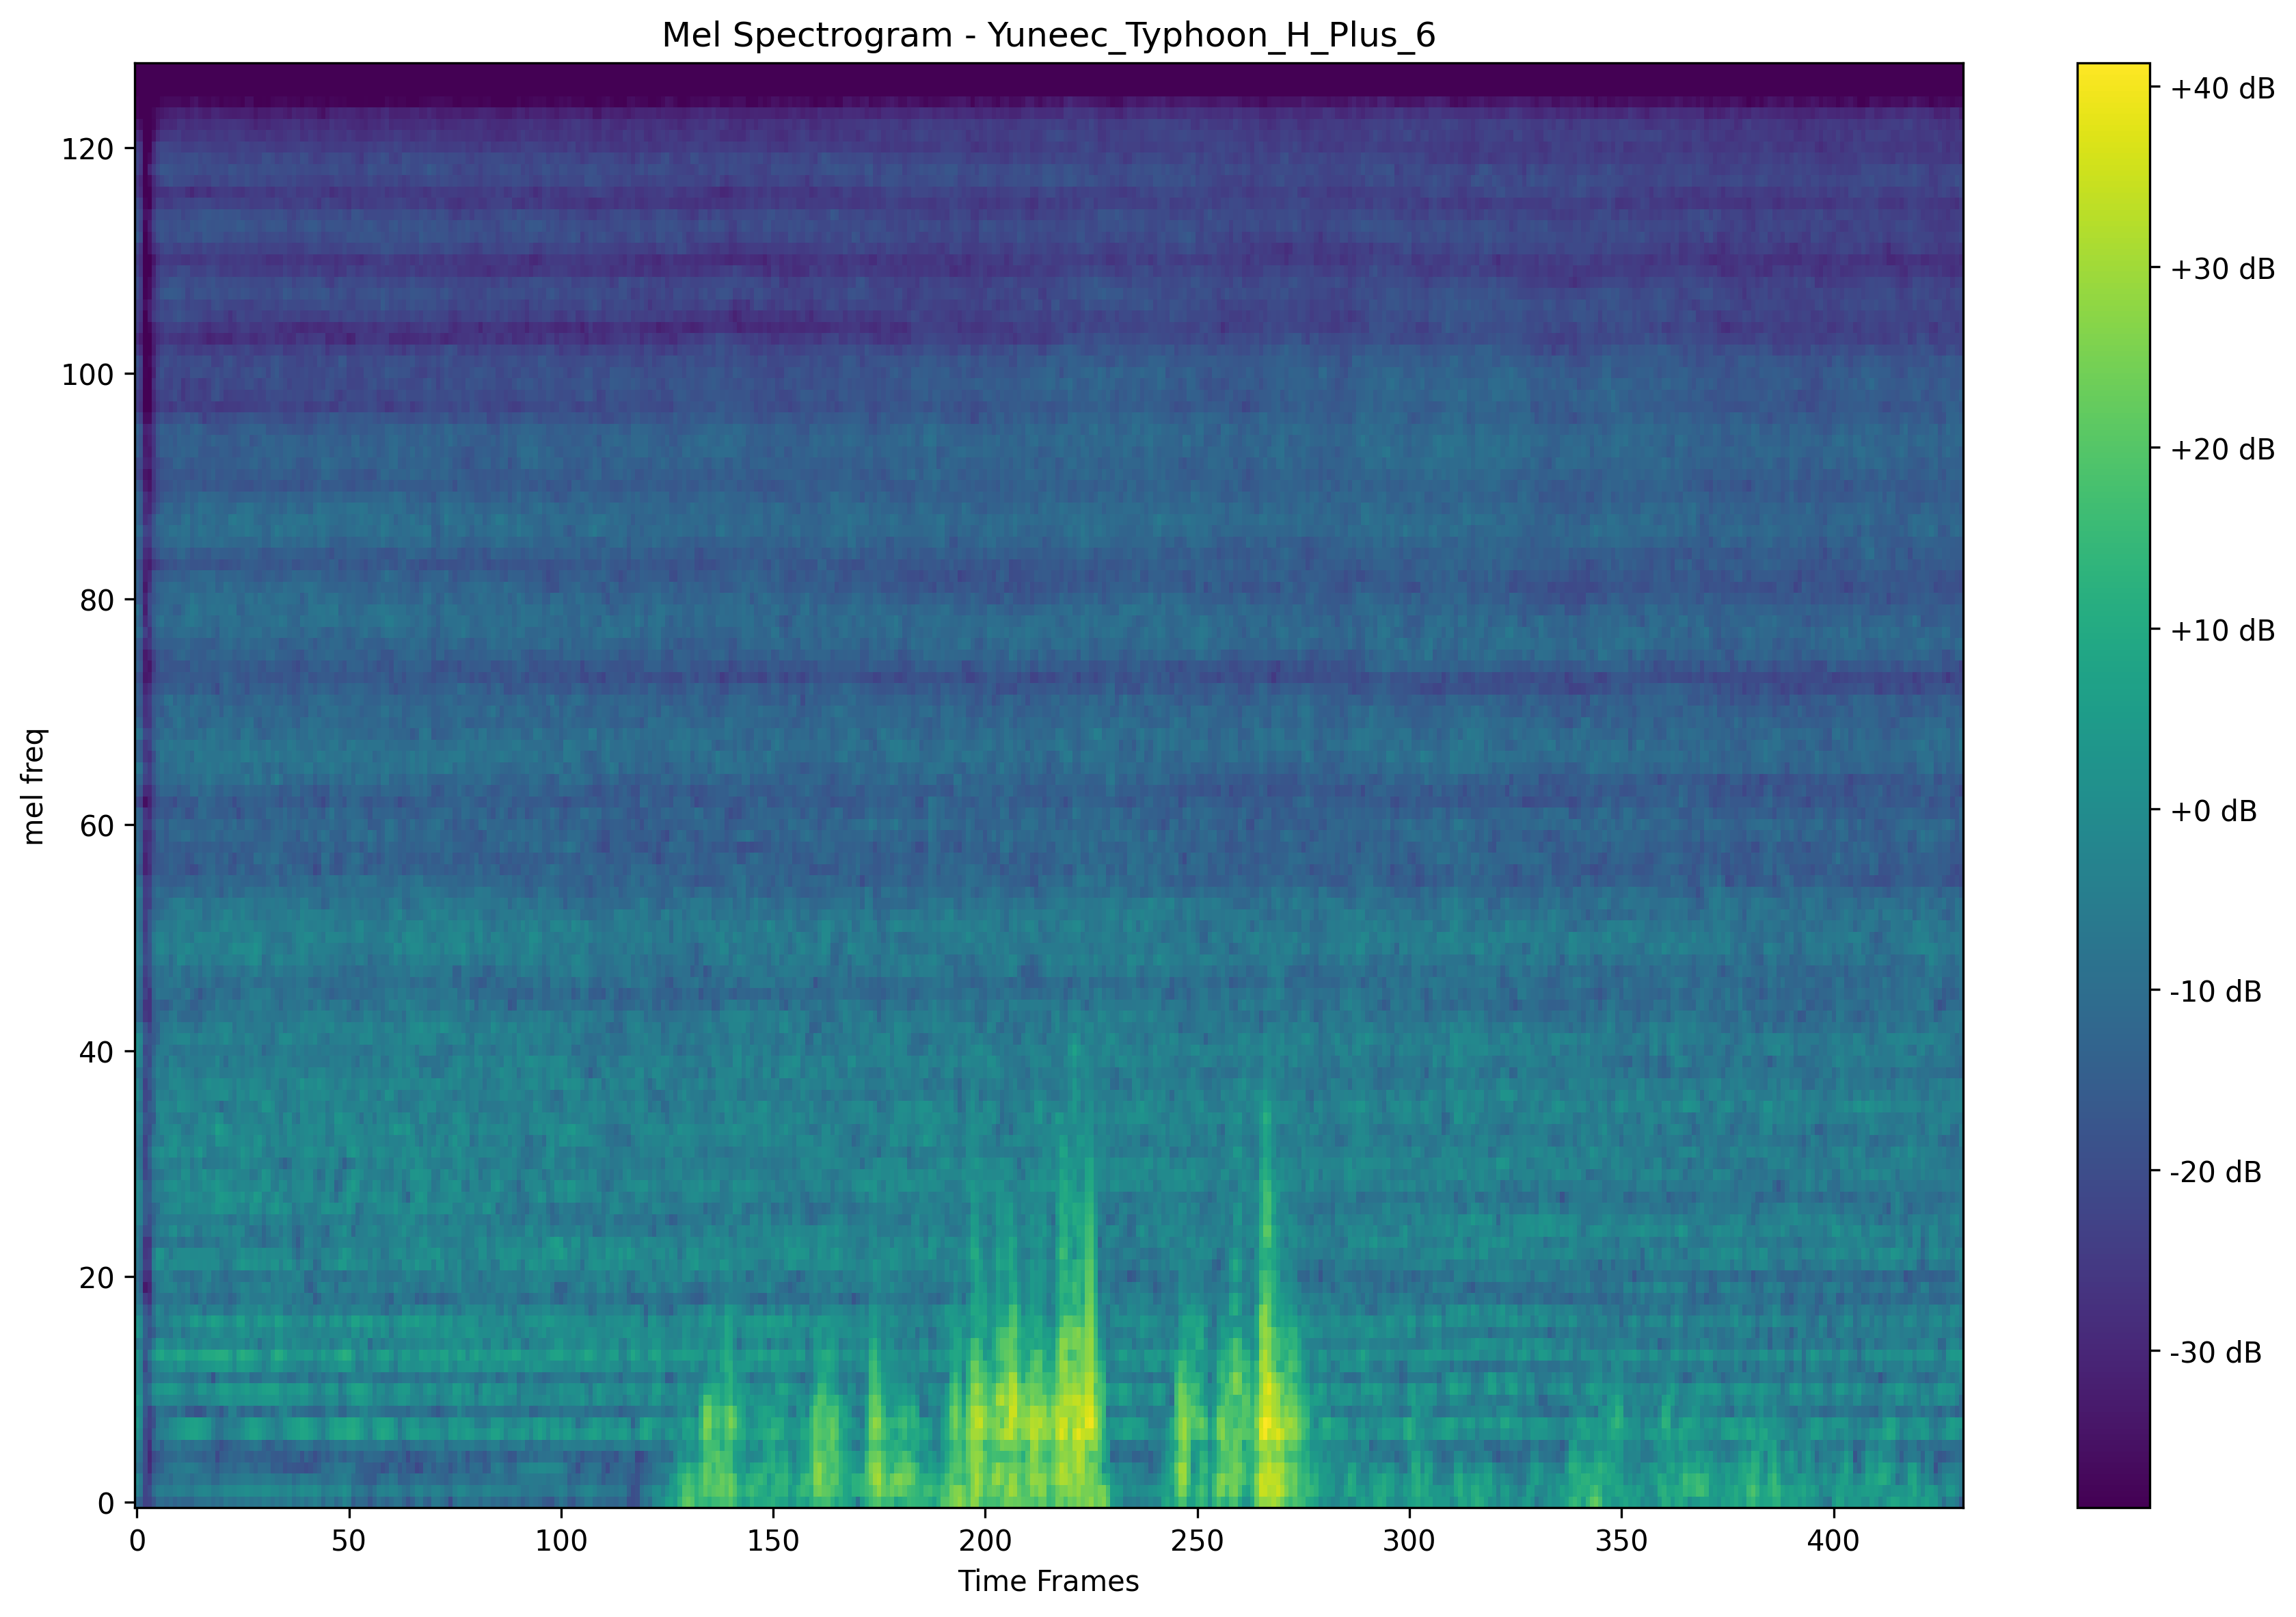 Mel Spectrogram - Yuneec_Typhoon_H_Plus_6
mel freq
120
100
80
60
40
20
0
0 50 100 150 200 250 300 350 400
Time Frames
+40 dB
+30 dB
+20 dB
+10 dB
+0 dB
-10 dB
-20 dB
-30 dB